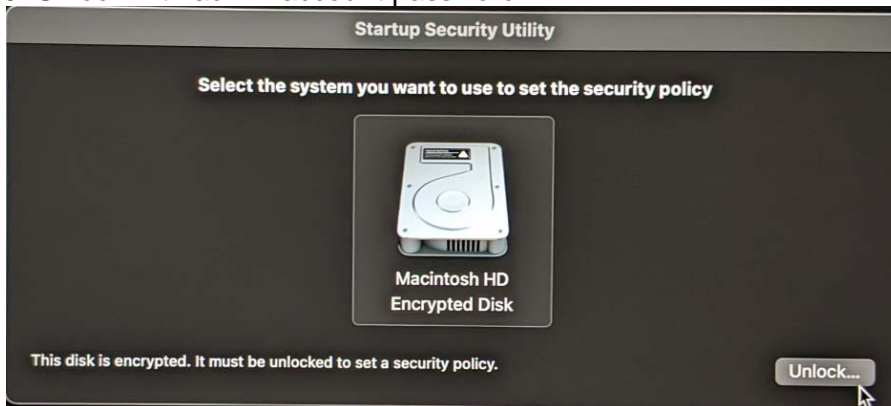 Startup Security Utility
Select the system you want to use to set the security policy
Macintosh HD
Encrypted Disk
This disk is encrypted. It must be unlocked to set a security policy.
Unlock...